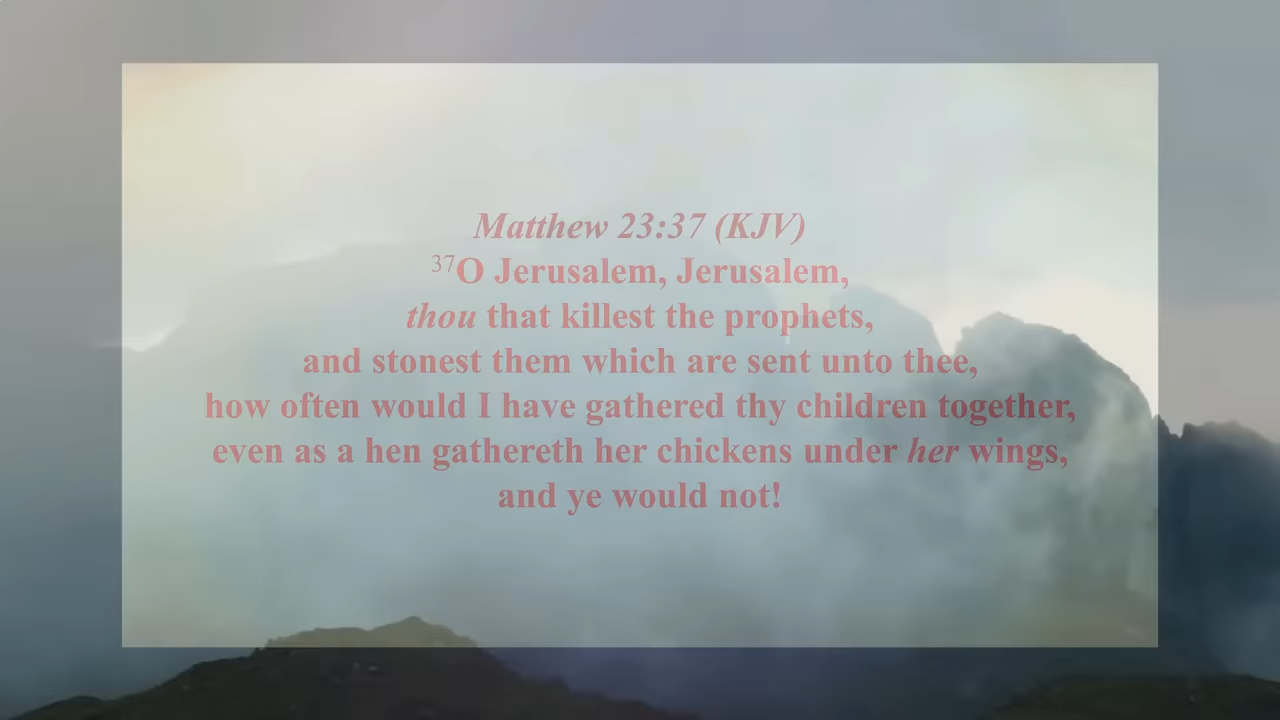 Matthew 23:37 (KJV)
37O Jerusalem, Jerusalem,
thou that killest the prophets,
and stonest them which are sent unto thee,
how often would I have gathered thy children together,
even as a hen gathereth her chickens under her wings,
and ye would not!